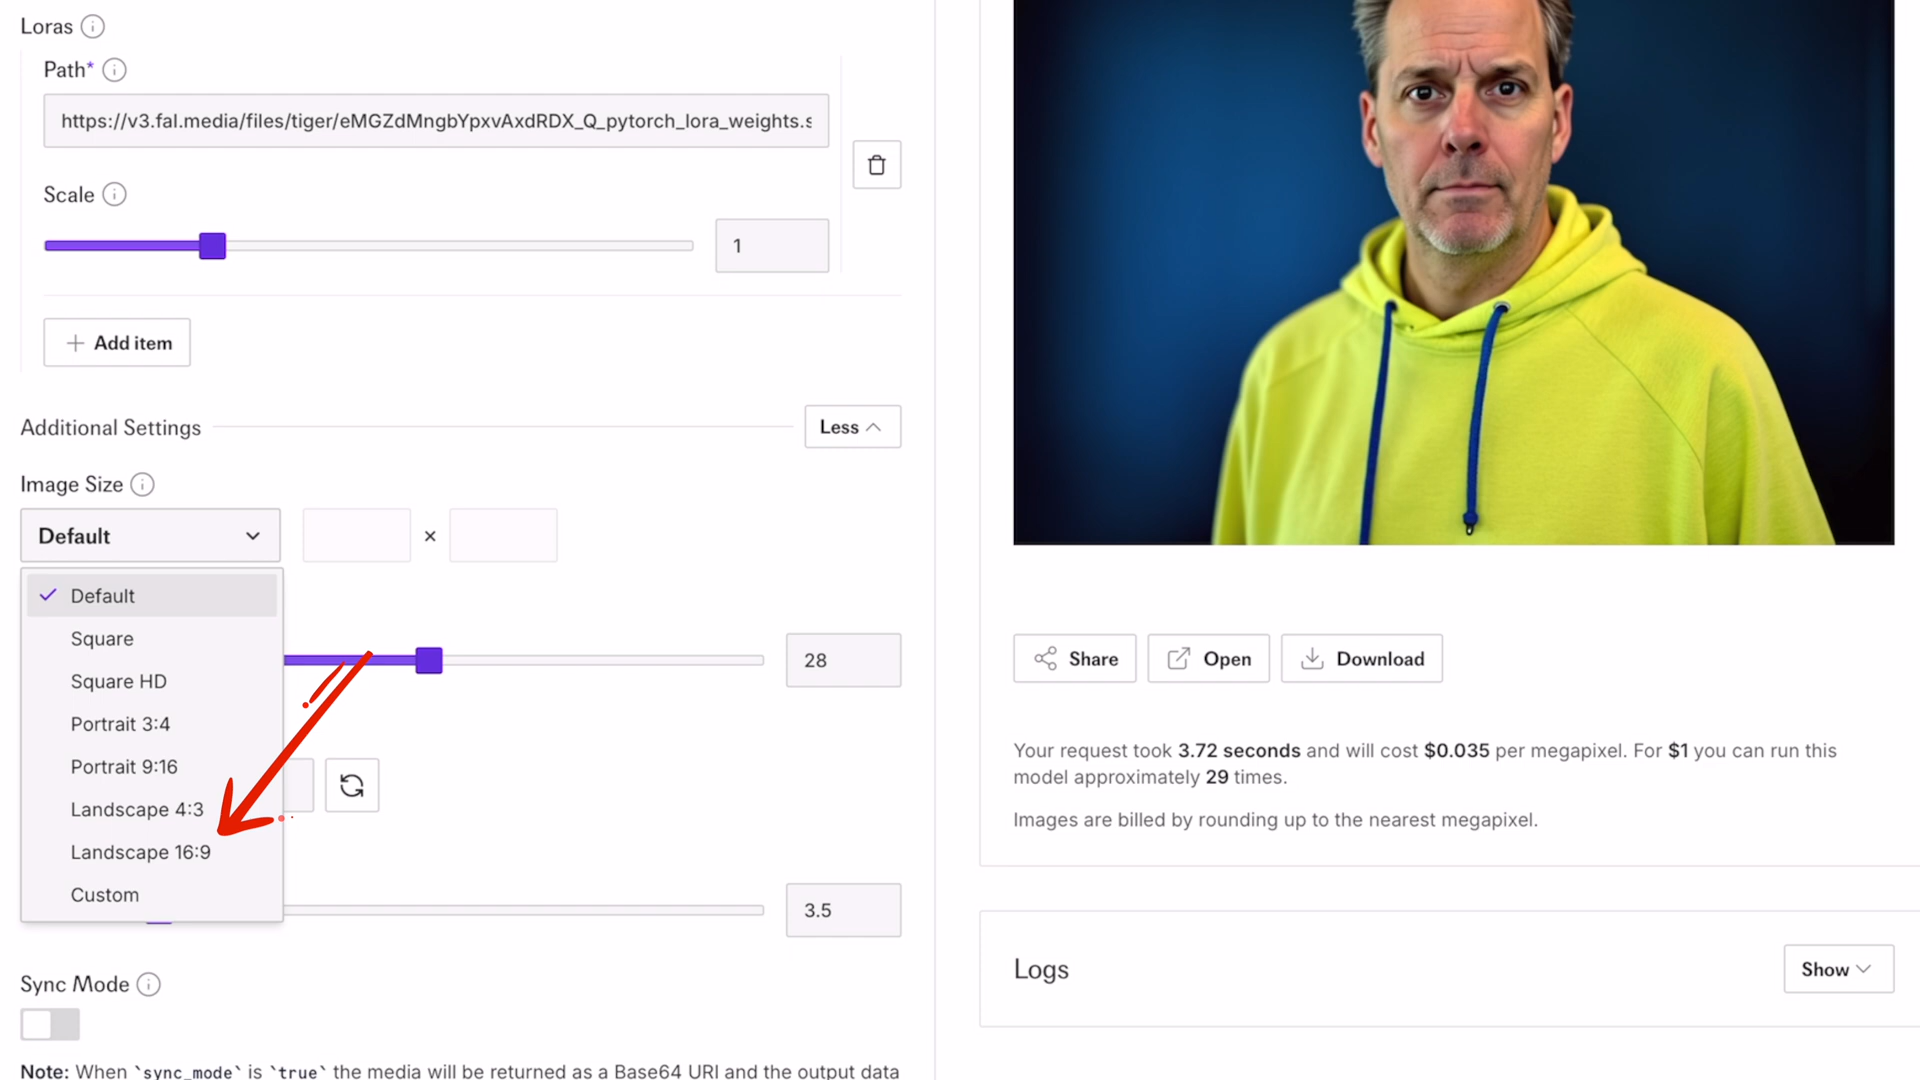 Loras
Path*
https://v3.fal.media/files/tiger/eMGZdMngbYpxvAxdRDX_Q_pytorch_lora_weights.s
Scale
1
Add item
Additional Settings
Less
Image Size
Default
×
Default
Square
Square HD
Portrait 3:4
Portrait 9:16
Landscape 4:3
Landscape 16:9
Custom
28
3.5
Sync Mode
Note: When `sync_mode` is `true` the media will be returned as a Base64 URI and the output data
Share
Open
Download
Your request took 3.72 seconds and will cost $0.035 per megapixel. For $1 you can run this
model approximately 29 times.
Images are billed by rounding up to the nearest megapixel.
Logs
Show